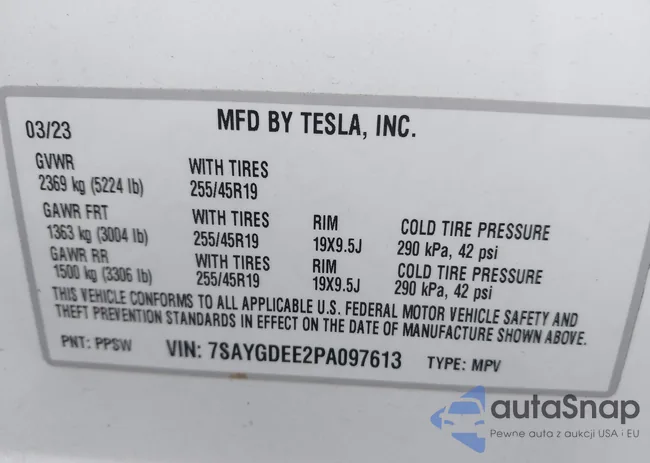 03/23 MFD BY TESLA, INC.
GVWR WITH TIRES
2369 kg (5224 lb) 255/45R19
GAWR FRT WITH TIRES RIM COLD TIRE PRESSURE
1363 kg (3004 lb) 255/45R19 19X9.5J 290 kPa, 42 psi
GAWR RR WITH TIRES RIM COLD TIRE PRESSURE
1500 kg (3306 lb) 255/45R19 19X9.5J 290 kPa, 42 psi
THIS VEHICLE CONFORMS TO ALL APPLICABLE U.S. FEDERAL MOTOR VEHICLE SAFETY AND
THEFT PREVENTION STANDARDS IN EFFECT ON THE DATE OF MANUFACTURE SHOWN ABOVE.
PNT: PPSW VIN: 7SAYGDEE2PA097613 TYPE: MPV
autaSnap
Pewne auta z aukcji USA i EU